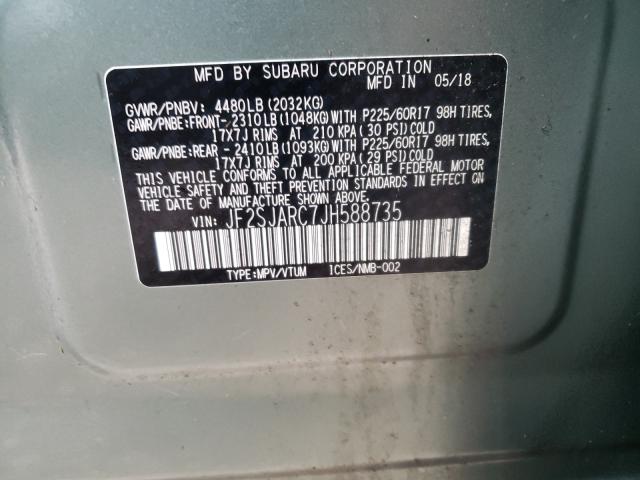 MFD BY SUBARU CORPORATION
MFD IN 05/18
GVWR/PNBV: 4480LB(2032KG)
GAWR/PNBE:FRONT-2310LB(1048KG)WITH P225/60R17 98H TIRES,
17X7J RIMS AT 210 KPA(30 PSI)COLD
GAWR/PNBE:REAR -2410LB(1093KG)WITH P225/60R17 98H TIRES,
17X7J RIMS AT 200 KPA(29 PSI)COLD
THIS VEHICLE CONFORMS TO ALL APPLICABLE FEDERAL MOTOR
VEHICLE SAFETY AND THEFT PREVENTION STANDARDS IN EFFECT
ON THE DATE OF MANUFACTURE SHOWN ABOVE.
VIN: JF2SJARC7JH588735
TYPE:MPV/VTUM ICES/NMB-002